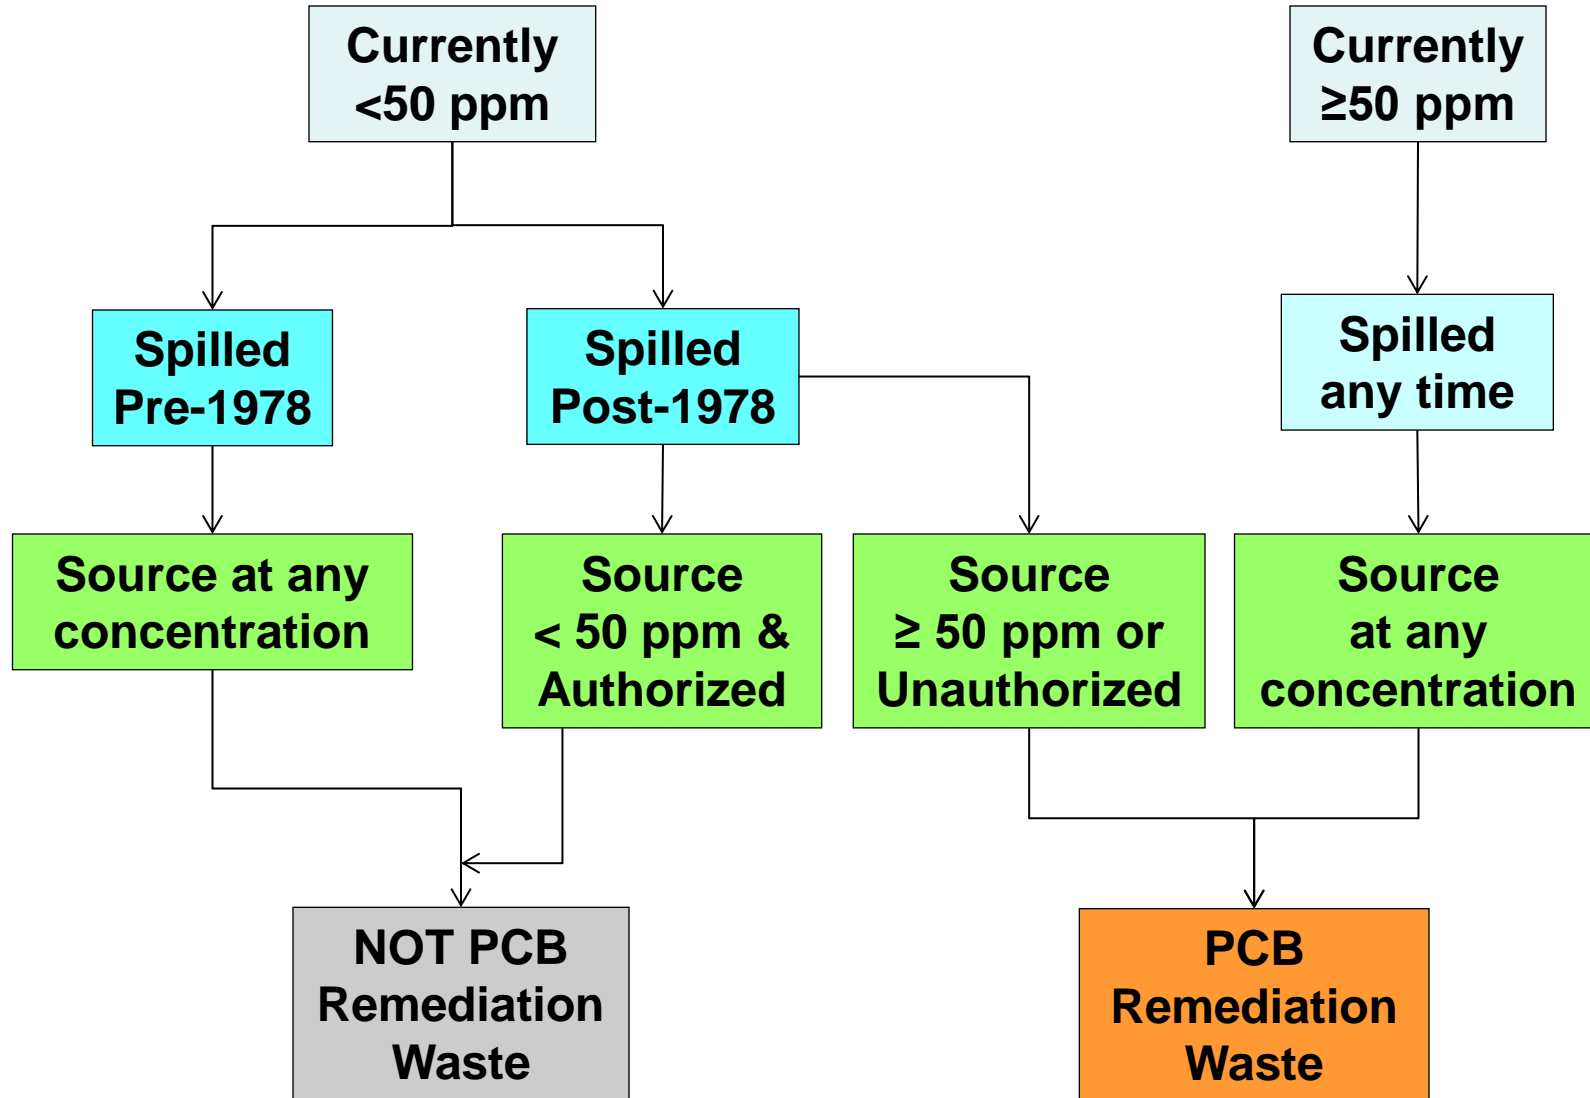 Currently
<50 ppm
Currently
≥50 ppm
Spilled
Pre-1978
Spilled
Post-1978
Spilled
any time
Source at any
concentration
Source
< 50 ppm &
Authorized
Source
≥ 50 ppm or
Unauthorized
Source
at any
concentration
NOT PCB
Remediation
Waste
PCB
Remediation
Waste